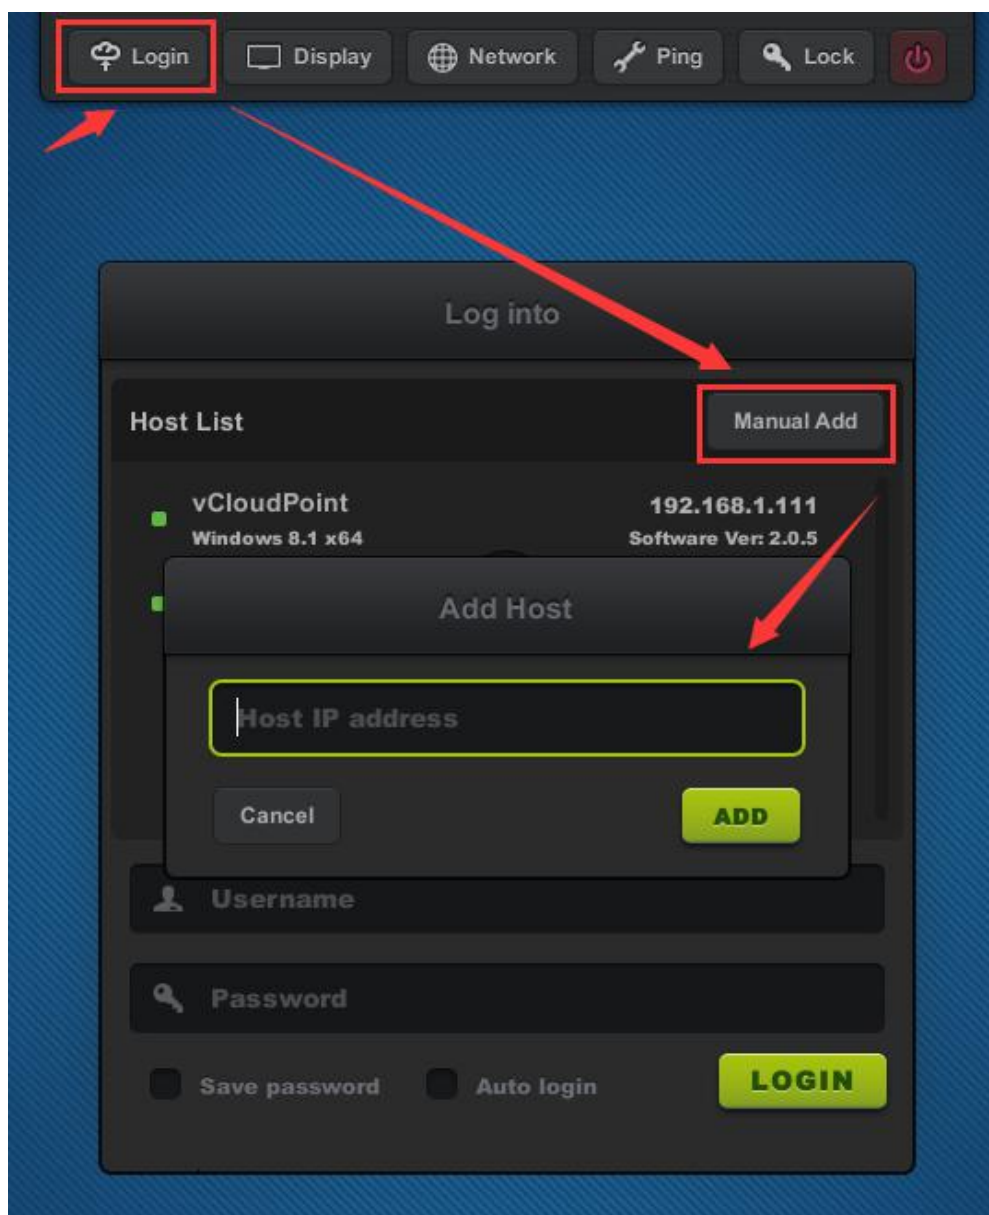 Login Display Network Ping Lock
Log into
Host List Manual Add
vCloudPoint 192.168.1.111
Windows 8.1 x64 Software Ver: 2.0.5
Add Host
Host IP address
Cancel ADD
Username
Password
Save password Auto login LOGIN